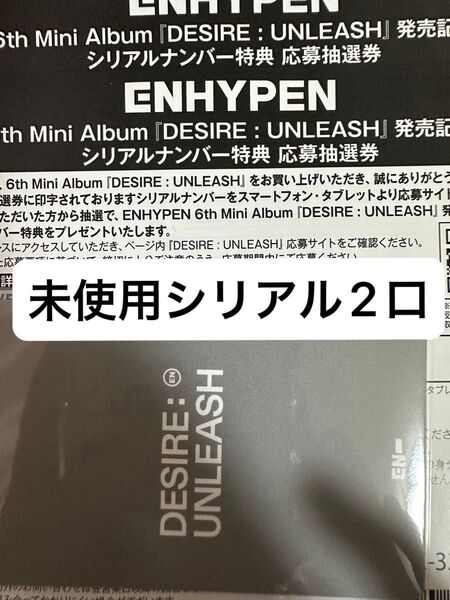 ENHYPEN
6th Mini Album『DESIRE : UNLEASH』発売記
シリアルナンバー特典 応募抽選券
ENHYPEN
th Mini Album『DESIRE : UNLEASH』発売記
シリアルナンバー特典 応募抽選券
6th Mini Album『DESIRE : UNLEASH』をお買い上げいただき、誠にありがとう
選券に印字されておりますシリアルナンバーをスマートフォン・タブレットより応募サイト
ただいた方から抽選で、ENHYPEN 6th Mini Album『DESIRE : UNLEASH』発
バー特典をプレゼントいたします。
スにアクセスしていただき、ページ内『DESIRE : UNLEASH』応募サイトをご確認ください。
未使用シリアル2口
DESIRE:
UNLEASH
EN
EN-